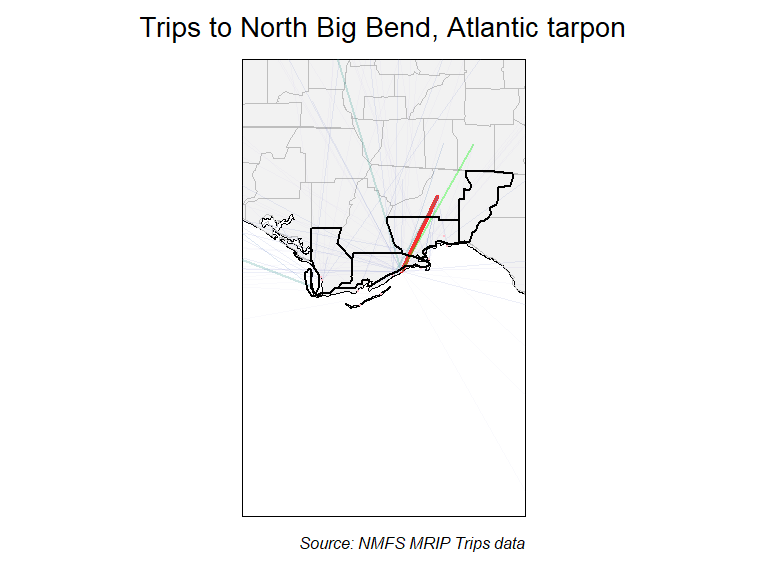 Trips to North Big Bend, Atlantic tarpon
Source: NMFS MRIP Trips data